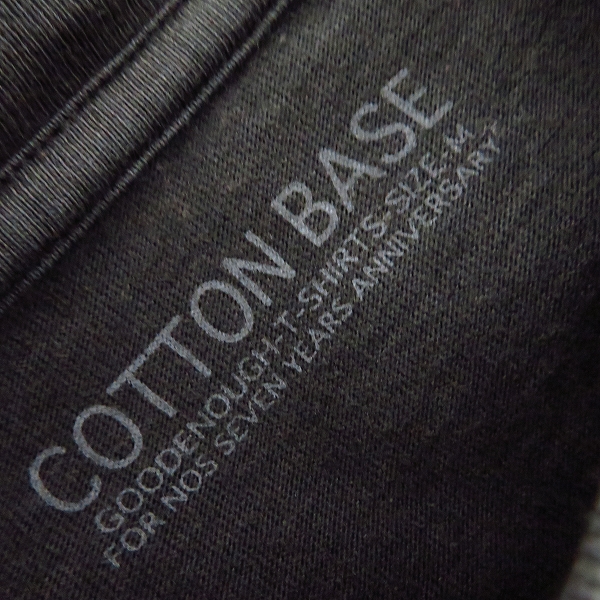 COTTON BASE
GOODENOUGH-T-SHIRTS-SIZE-M
FOR NOS SEVEN YEARS ANNIVERSARY